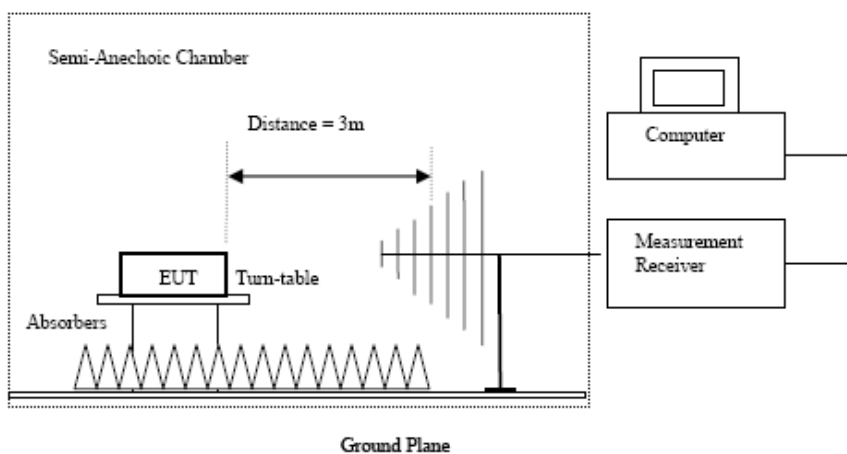 Semi-Anechoic Chamber
Distance = 3m
Computer
Measurement
Receiver
EUT
Turn-table
Absorbers
Ground Plane